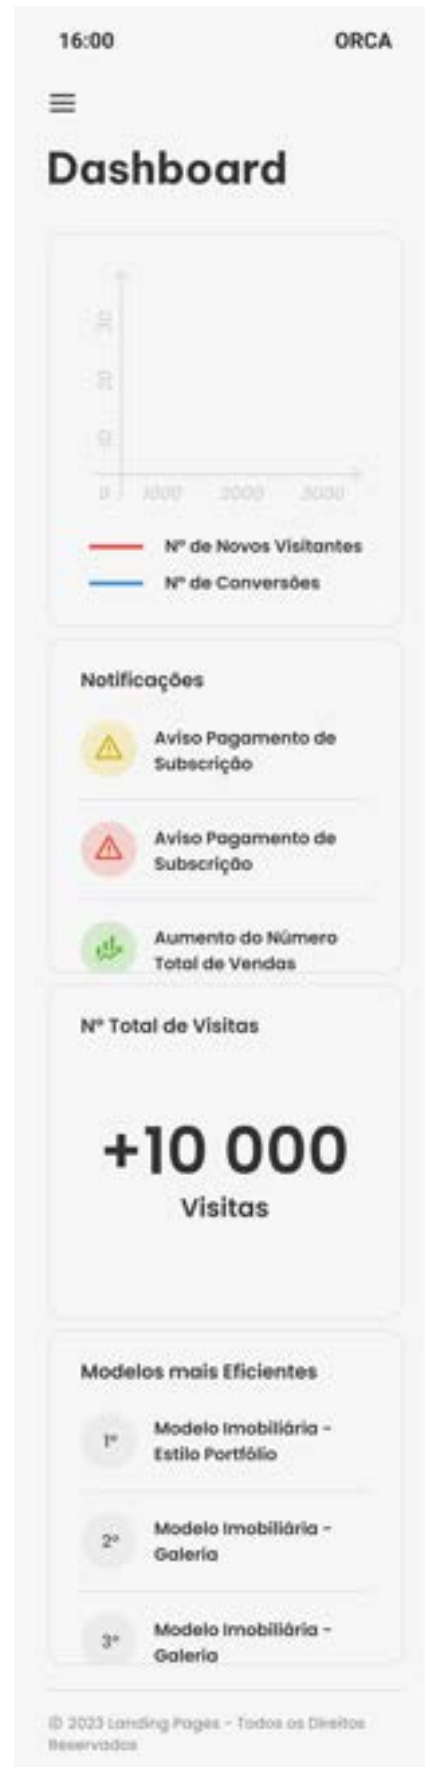 16:00 ORCA
Dashboard
30
20
10
0 1000 2000 3000
Nº de Novos Visitantes
Nº de Conversões
Notificações
Aviso Pagamento de
Subscrição
Aviso Pagamento de
Subscrição
Aumento do Número
Total de Vendas
Nº Total de Visitas
+10 000
Visitas
Modelos mais Eficientes
1º Modelo Imobiliária -
Estilo Portfólio
2º Modelo Imobiliária -
Galeria
3º Modelo Imobiliária -
Galeria
© 2023 Landing Pages - Todos os Direitos
Reservados